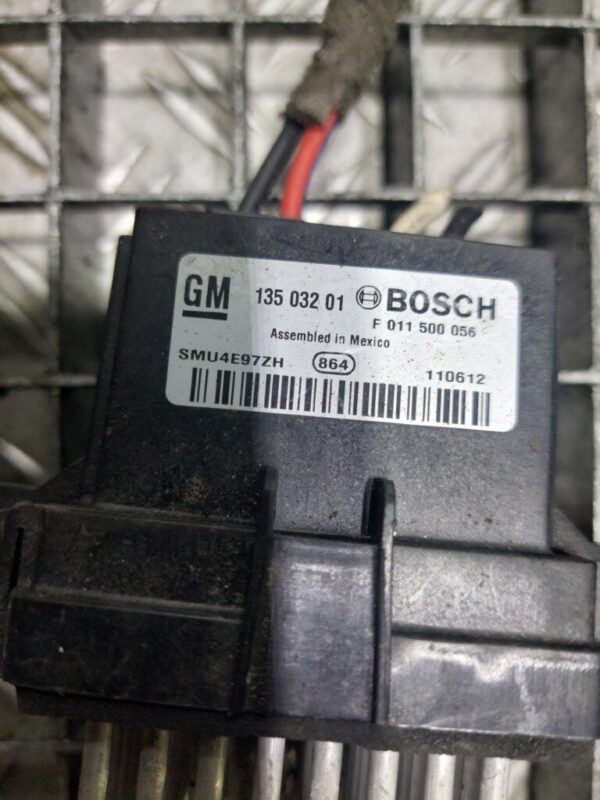 GM 135 032 01 BOSCH
F 011 500 056
Assembled in Mexico
SMU4E97ZH 864 110612